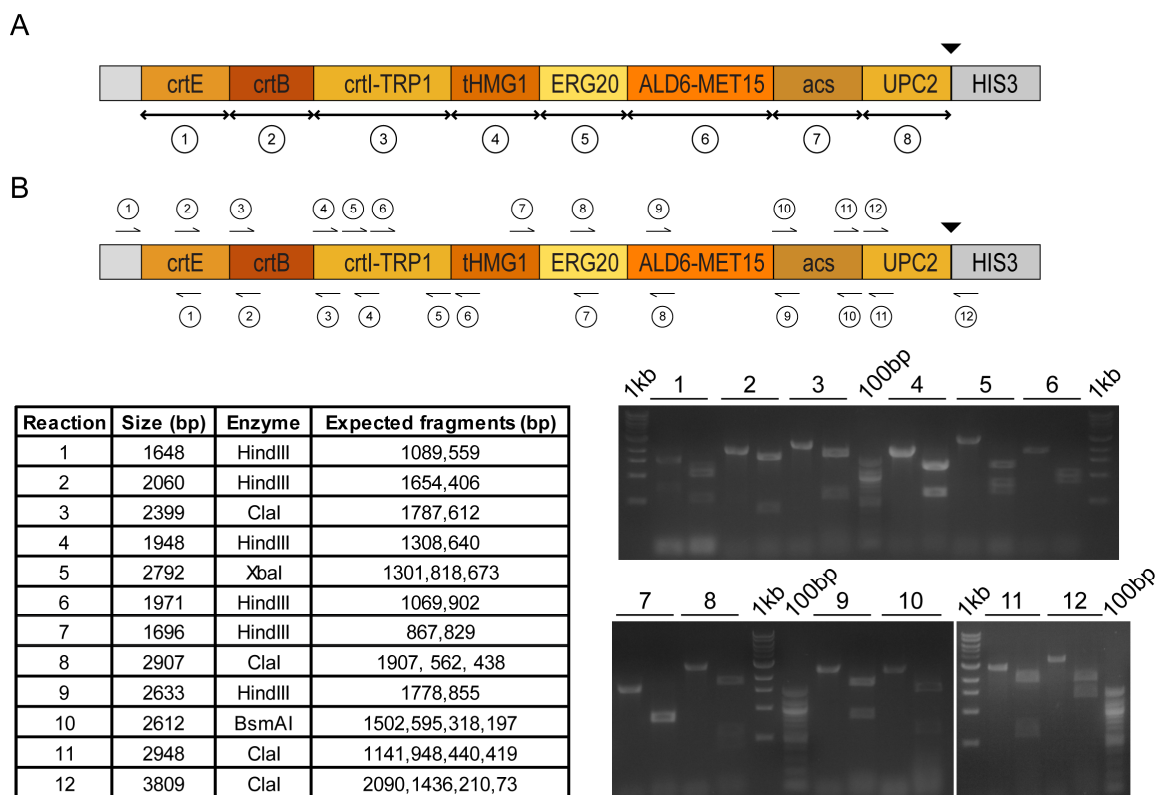 A
crtE crtB crtI-TRP1 tHMG1 ERG20 ALD6-MET15 acs UPC2 HIS3
1 2 3 4 5 6 7 8
B
1 2 3 4 5 6 7 8 9 10 11 12
crtE crtB crtI-TRP1 tHMG1 ERG20 ALD6-MET15 acs UPC2 HIS3
1 2 3 4 5 6 7 8 9 10 11 12
Reaction Size (bp) Enzyme Expected fragments (bp)
1 1648 HindIII 1089,559
2 2060 HindIII 1654,406
3 2399 ClaI 1787,612
4 1948 HindIII 1308,640
5 2792 XbaI 1301,818,673
6 1971 HindIII 1069,902
7 1696 HindIII 867,829
8 2907 ClaI 1907, 562, 438
9 2633 HindIII 1778,855
10 2612 BsmAI 1502,595,318,197
11 2948 ClaI 1141,948,440,419
12 3809 ClaI 2090,1436,210,73
1kb 1 2 3 100bp 4 5 6 1kb
7 8 1kb 100bp 9 10 1kb 11 12 100bp